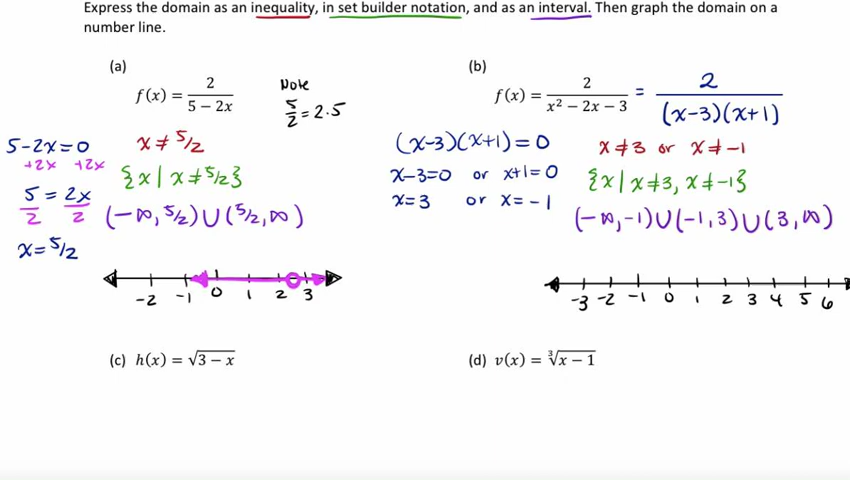 Express the domain as an inequality, in set builder notation, and as an interval. Then graph the domain on a
number line.
(a)
f(x) = 2/(5 − 2x)
Note
5/2 = 2.5
5-2x=0
+2x +2x
5 = 2x
2 2
x = 5/2
x ≠ 5/2
{x | x ≠ 5/2}
(-∞, 5/2) ∪ (5/2, ∞)
-2 -1 0 1 2 3
(b)
f(x) = 2/(x² − 2x − 3) = 2/((x-3)(x+1))
(x-3)(x+1) = 0
x-3=0 or x+1=0
x=3 or x=-1
x ≠ 3 or x ≠ -1
{x | x ≠ 3, x ≠ -1}
(-∞, -1) ∪ (-1, 3) ∪ (3, ∞)
-3 -2 -1 0 1 2 3 4 5 6
(c) h(x) = √(3 − x)
(d) v(x) = ∛(x − 1)